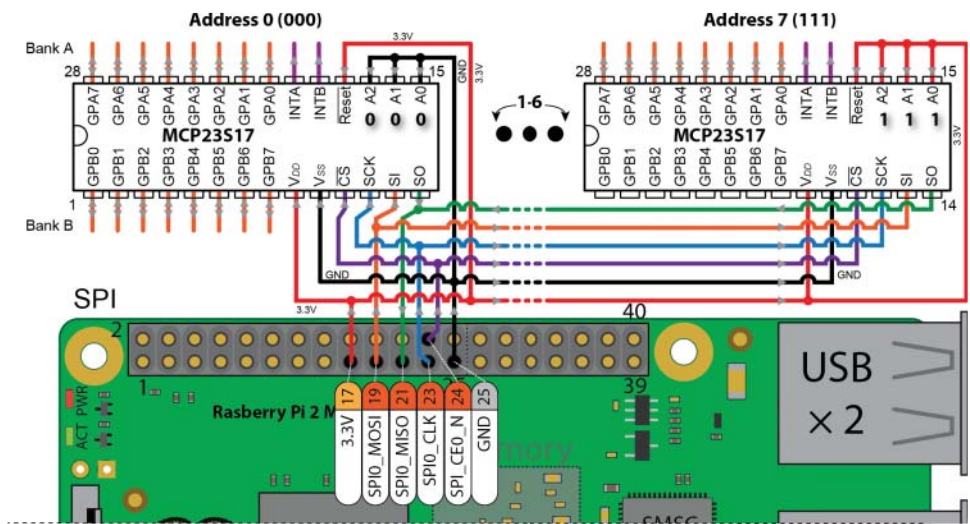 Address 0 (000)
Address 7 (111)
Bank A
3.3V
28
15
GND
3.3V
28
15
GPA7
GPA6
GPA5
GPA4
GPA3
GPA2
GPA1
GPA0
INTA
INTB
Reset
A2
A1
A0
0
0
0
MCP23S17
GPB0
GPB1
GPB2
GPB3
GPB4
GPB5
GPB6
GPB7
VDD
VSS
CS
SCK
SI
SO
1-6
GPA7
GPA6
GPA5
GPA4
GPA3
GPA2
GPA1
GPA0
INTA
INTB
Reset
A2
A1
A0
1
1
1
MCP23S17
GPB0
GPB1
GPB2
GPB3
GPB4
GPB5
GPB6
GPB7
VDD
VSS
CS
SCK
SI
SO
3.3V
1
14
Bank B
GND
GND
SPI
3.3V
2
40
1
25
39
PWR
ACT
Rasberry Pi 2 M
17
3.3V
19
SPI0_MOSI
21
SPI0_MISO
23
SPI0_CLK
24
SPI_CE0_N
25
GND
USB
× 2
SMSC